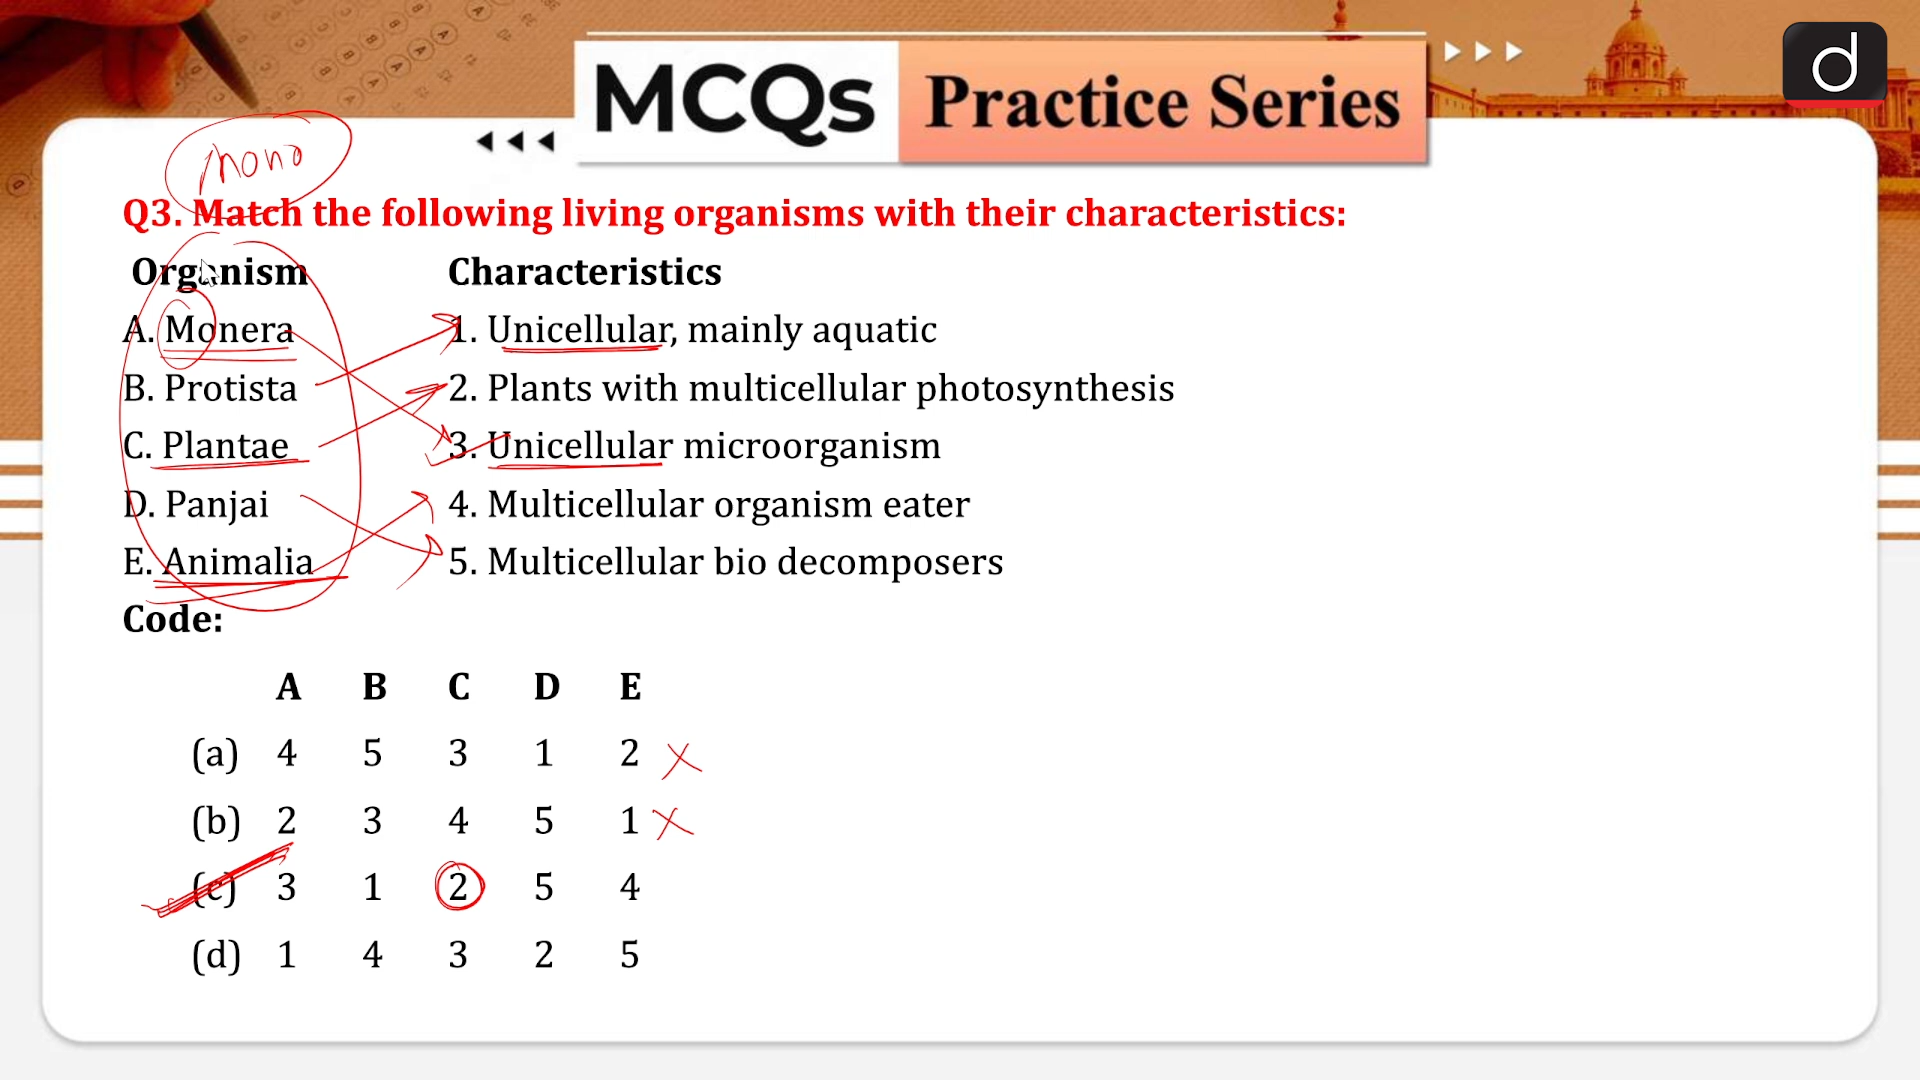 MCQs Practice Series
d
mono
Q3. Match the following living organisms with their characteristics:
Organism Characteristics
A. Monera 1. Unicellular, mainly aquatic
B. Protista 2. Plants with multicellular photosynthesis
C. Plantae 3. Unicellular microorganism
D. Panjai 4. Multicellular organism eater
E. Animalia 5. Multicellular bio decomposers
Code:
A B C D E
(a) 4 5 3 1 2
(b) 2 3 4 5 1
(c) 3 1 2 5 4
(d) 1 4 3 2 5